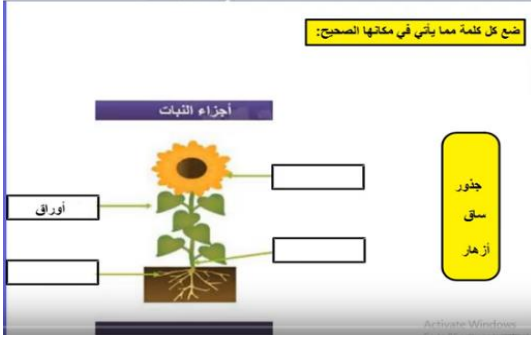 ضع كل كلمة مما يأتي في مكانها الصحيح:
أجزاء النبات
جذور
أوراق
ساق
أزهار
Activate Windows